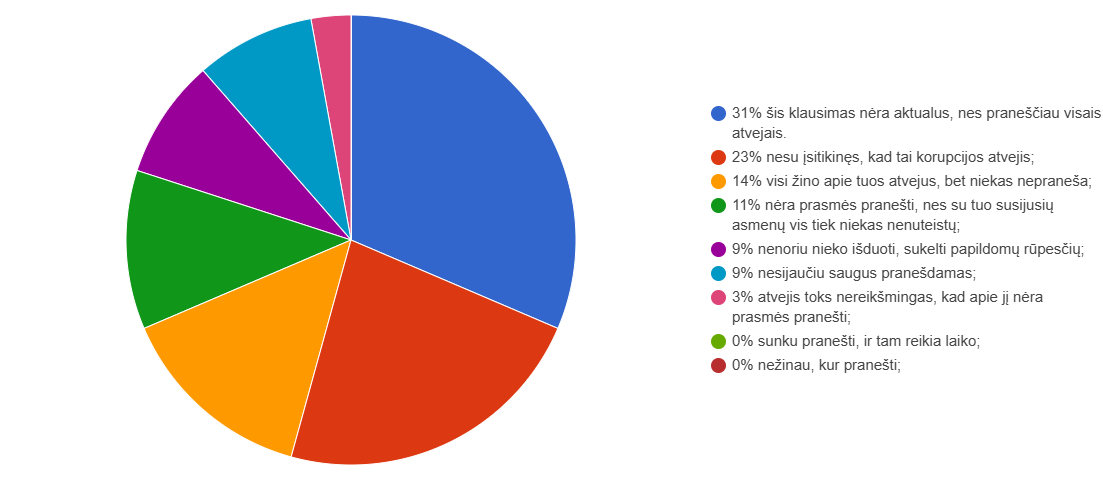 31% šis klausimas nėra aktualus, nes praneščiau visais
atvejais.
23% nesu įsitikinęs, kad tai korupcijos atvejis;
14% visi žino apie tuos atvejus, bet niekas nepraneša;
11% nėra prasmės pranešti, nes su tuo susijusių
asmenų vis tiek niekas nenuteistų;
9% nenoriu nieko išduoti, sukelti papildomų rūpesčių;
9% nesijaučiu saugus pranešdamas;
3% atvejis toks nereikšmingas, kad apie jį nėra
prasmės pranešti;
0% sunku pranešti, ir tam reikia laiko;
0% nežinau, kur pranešti;